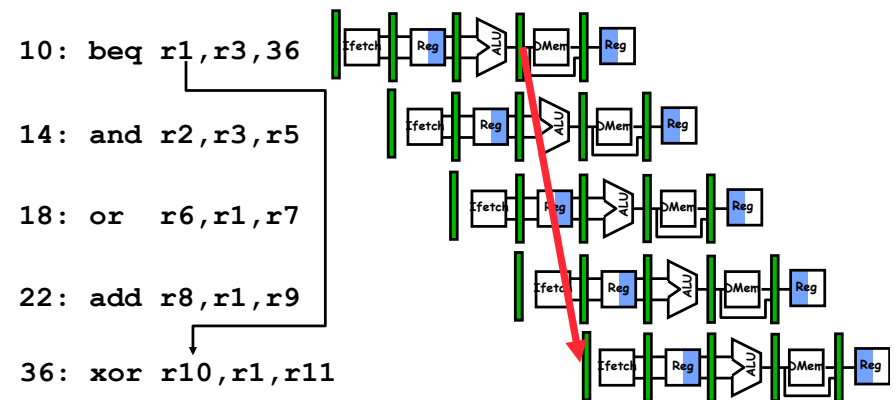 10: beq r1,r3,36
Ifetch Reg ALU DMem Reg
14: and r2,r3,r5
Ifetch Reg ALU DMem Reg
18: or r6,r1,r7
Ifetch Reg ALU DMem Reg
22: add r8,r1,r9
Ifetch Reg ALU DMem Reg
36: xor r10,r1,r11
Ifetch Reg ALU DMem Reg